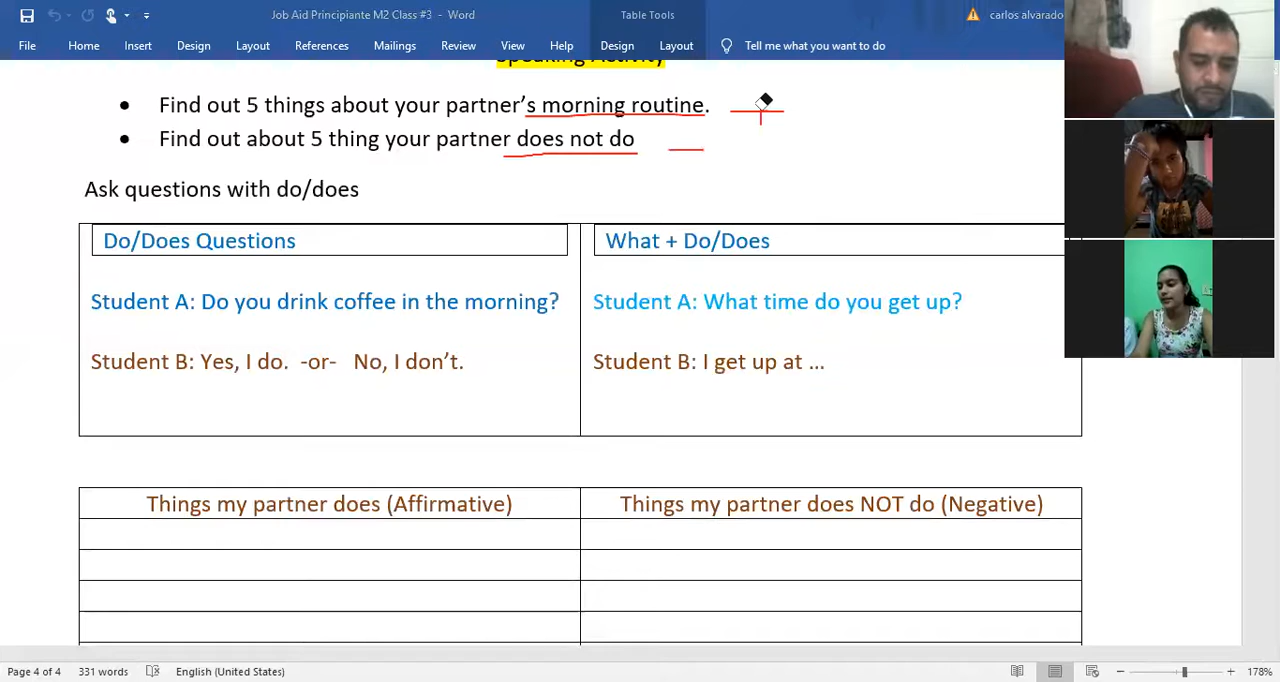 Job Aid Principiante M2 Class #3 - Word
Table Tools
carlos alvarado
File Home Insert Design Layout References Mailings Review View Help Design Layout Tell me what you want to do
Speaking Activity
• Find out 5 things about your partner's morning routine.
• Find out about 5 thing your partner does not do
Ask questions with do/does
Do/Does Questions
What + Do/Does
Student A: Do you drink coffee in the morning?
Student A: What time do you get up?
Student B: Yes, I do. -or- No, I don't.
Student B: I get up at ...
Things my partner does (Affirmative)
Things my partner does NOT do (Negative)
Page 4 of 4 331 words English (United States) 178%